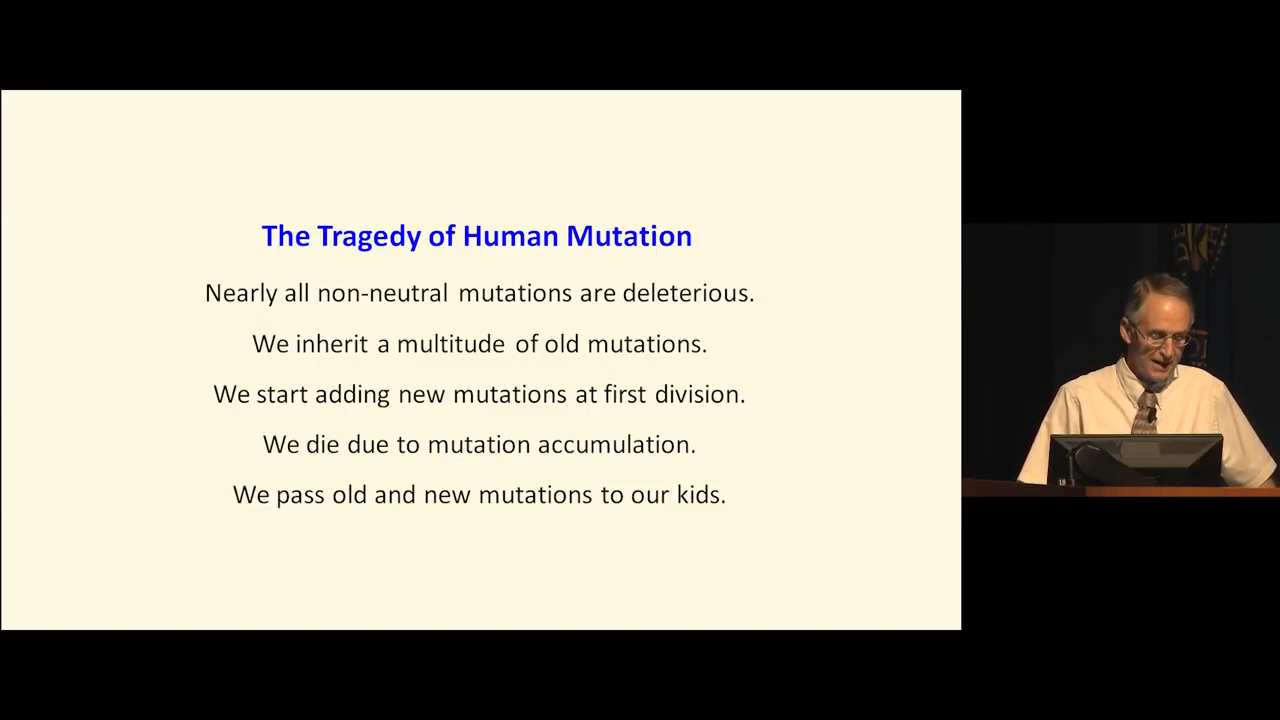 The Tragedy of Human Mutation
Nearly all non-neutral mutations are deleterious.
We inherit a multitude of old mutations.
We start adding new mutations at first division.
We die due to mutation accumulation.
We pass old and new mutations to our kids.